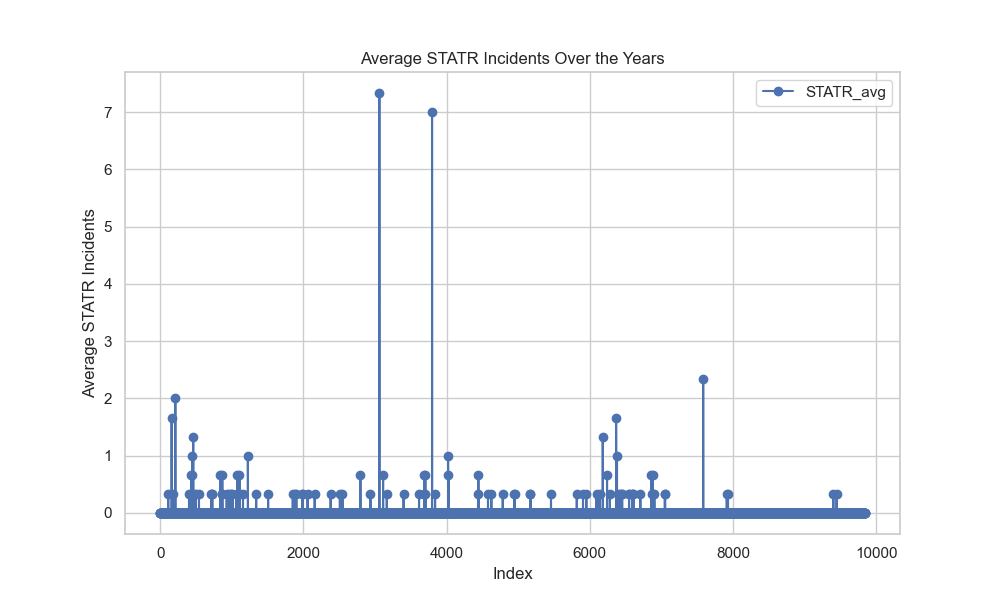 Average STATR Incidents Over the Years
STATR_avg
Average STATR Incidents
7
6
5
4
3
2
1
0
0 2000 4000 6000 8000 10000
Index